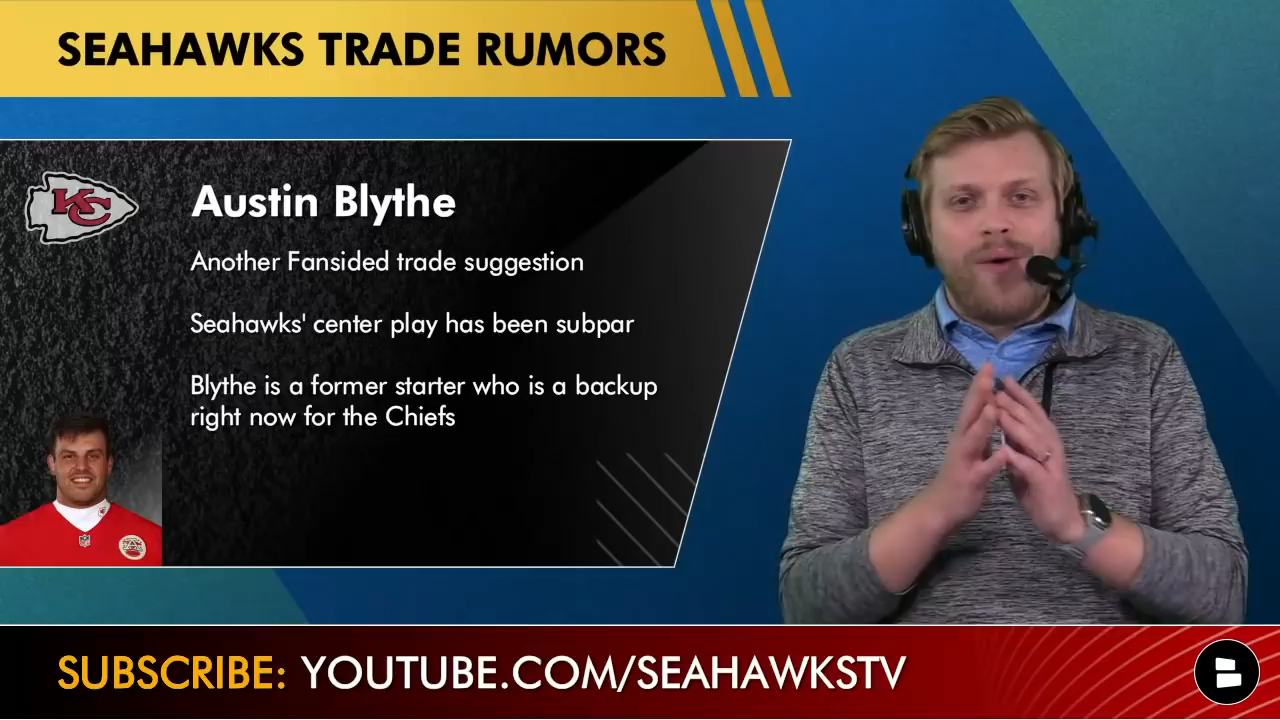 SEAHAWKS TRADE RUMORS
KC
Austin Blythe
Another Fansided trade suggestion
Seahawks' center play has been subpar
Blythe is a former starter who is a backup
right now for the Chiefs
SUBSCRIBE: YOUTUBE.COM/SEAHAWKSTV